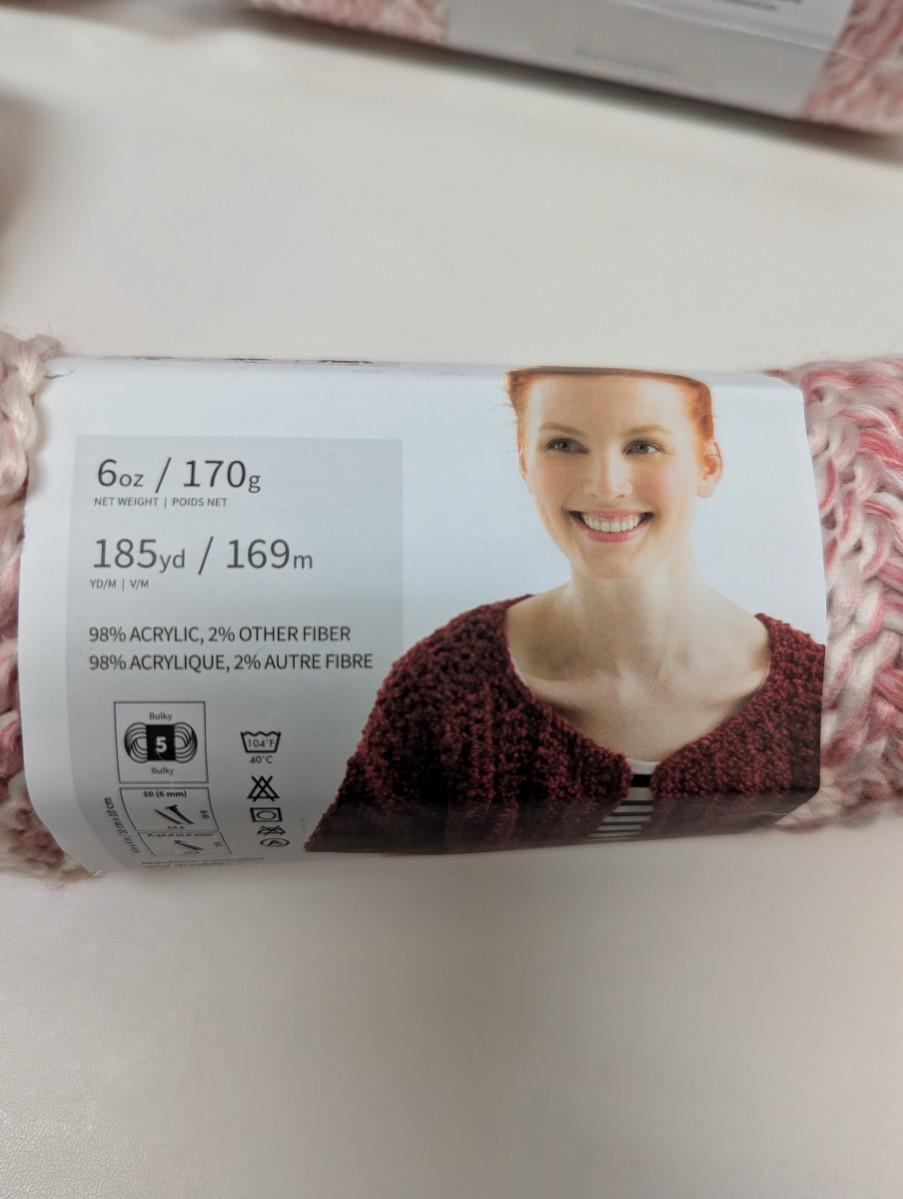 6oz / 170g
NET WEIGHT | POIDS NET
185yd / 169m
YD/M | V/M
98% ACRYLIC, 2% OTHER FIBER
98% ACRYLIQUE, 2% AUTRE FIBRE
Bulky
5
Bulky
104°F
40°C
10 (6 mm)